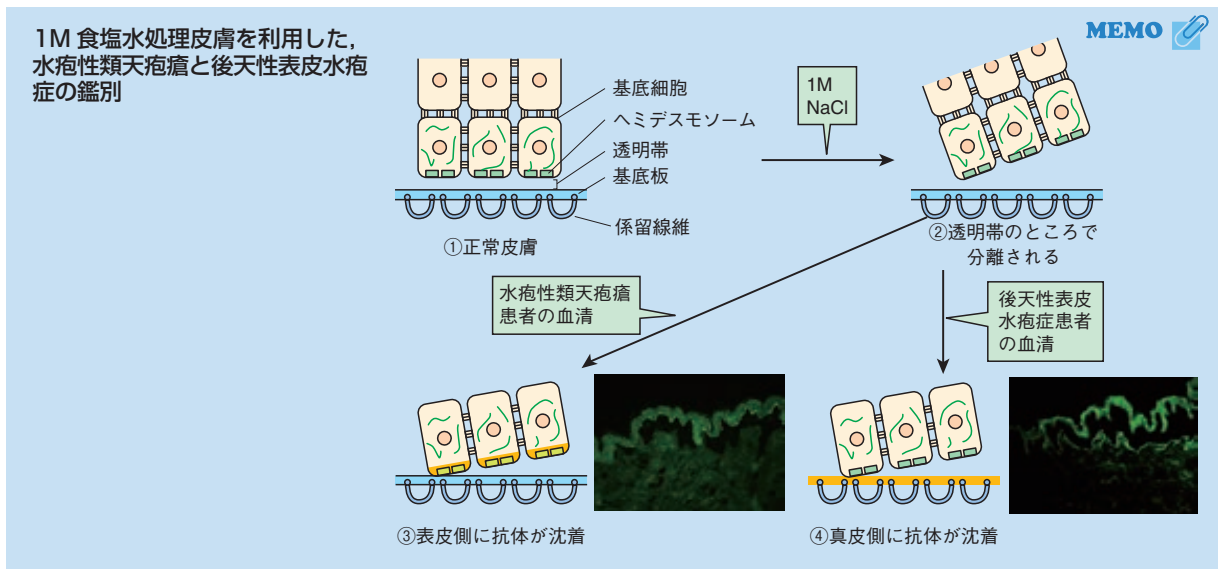 1M 食塩水処理皮膚を利用した,
水疱性類天疱瘡と後天性表皮水疱
症の鑑別
MEMO
基底細胞
ヘミデスモソーム
透明帯
基底板
係留線維
①正常皮膚
1M
NaCl
②透明帯のところで
分離される
水疱性類天疱瘡
患者の血清
後天性表皮
水疱症患者
の血清
③表皮側に抗体が沈着
④真皮側に抗体が沈着